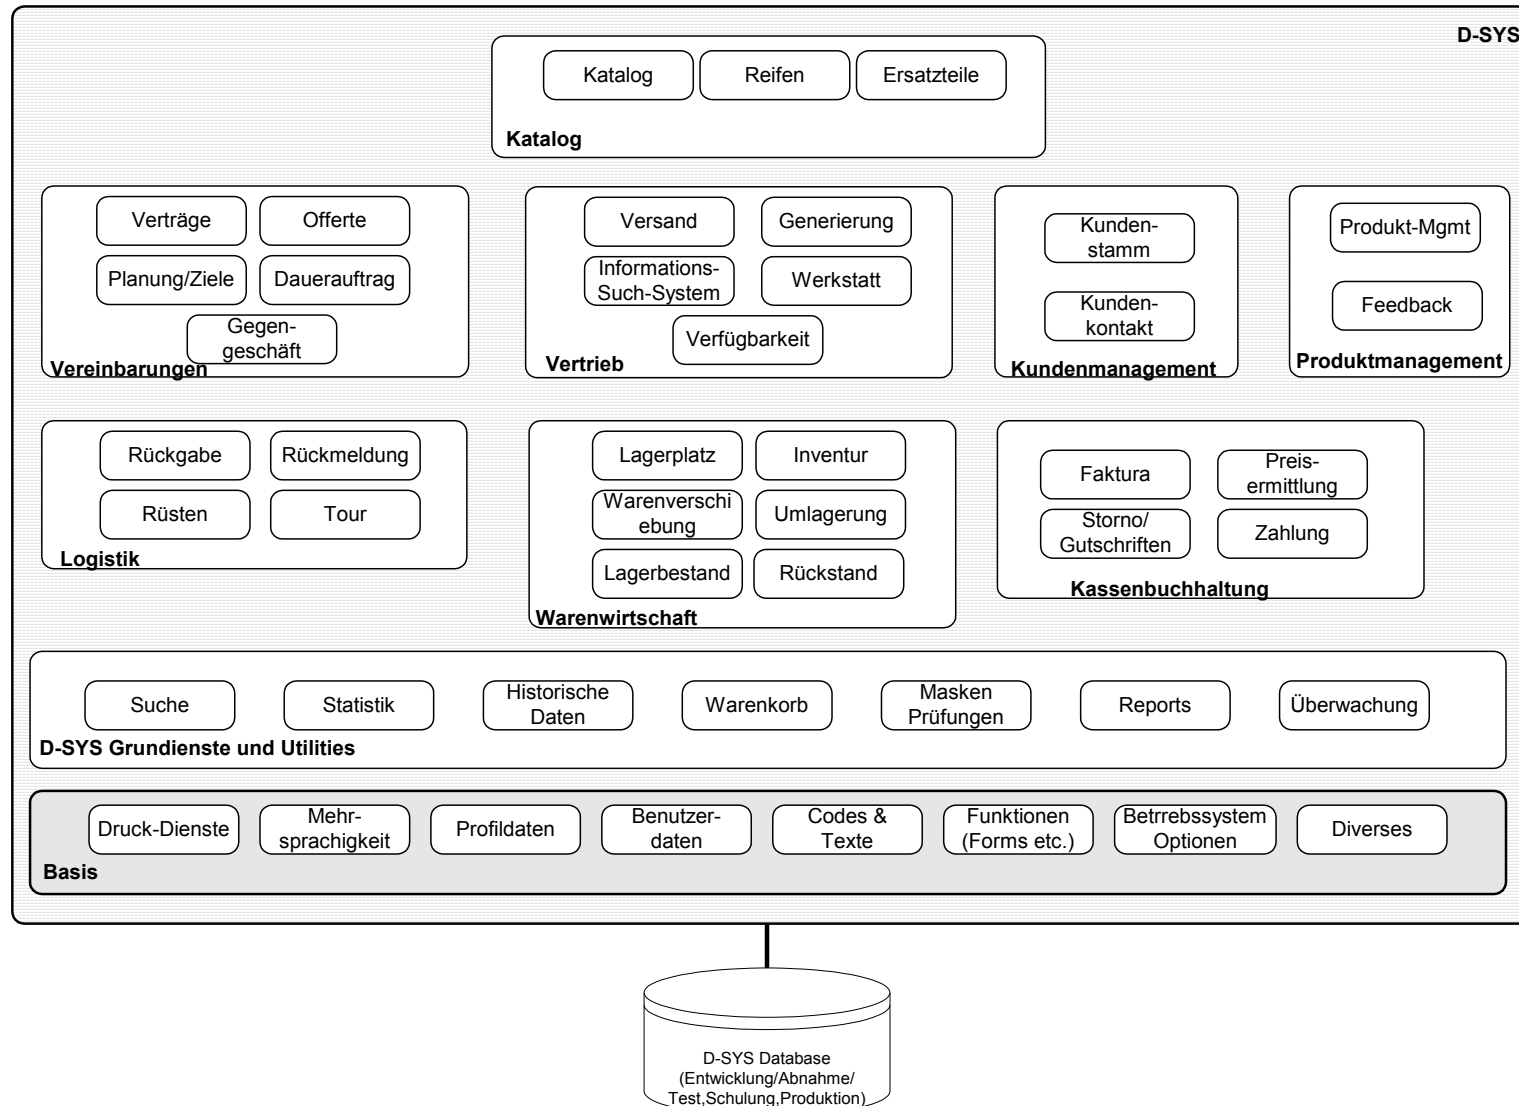 D-SYS
Katalog
Reifen
Ersatzteile
Katalog
Verträge
Offerte
Planung/Ziele
Dauerauftrag
Gegen-
geschäft
Vereinbarungen
Versand
Generierung
Informations-
Such-System
Werkstatt
Verfügbarkeit
Vertrieb
Kunden-
stamm
Kunden-
kontakt
Kundenmanagement
Produkt-Mgmt
Feedback
Produktmanagement
Rückgabe
Rückmeldung
Rüsten
Tour
Logistik
Lagerplatz
Inventur
Warenverschi
ebung
Umlagerung
Lagerbestand
Rückstand
Warenwirtschaft
Faktura
Preis-
ermittlung
Storno/
Gutschriften
Zahlung
Kassenbuchhaltung
Suche
Statistik
Historische
Daten
Warenkorb
Masken
Prüfungen
Reports
Überwachung
D-SYS Grundienste und Utilities
Druck-Dienste
Mehr-
sprachigkeit
Profildaten
Benutzer-
daten
Codes &
Texte
Funktionen
(Forms etc.)
Betrrebssystem
Optionen
Diverses
Basis
D-SYS Database
(Entwicklung/Abnahme/
Test,Schulung,Produktion)